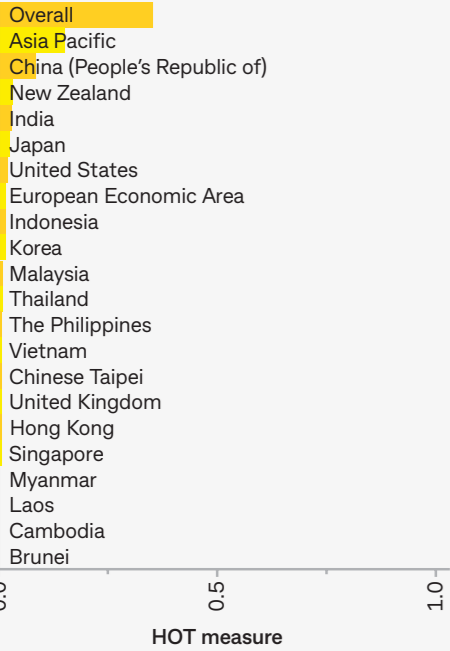 Overall
Asia Pacific
China (People’s Republic of)
New Zealand
India
Japan
United States
European Economic Area
Indonesia
Korea
Malaysia
Thailand
The Philippines
Vietnam
Chinese Taipei
United Kingdom
Hong Kong
Singapore
Myanmar
Laos
Cambodia
Brunei
0.0
0.5
1.0
HOT measure